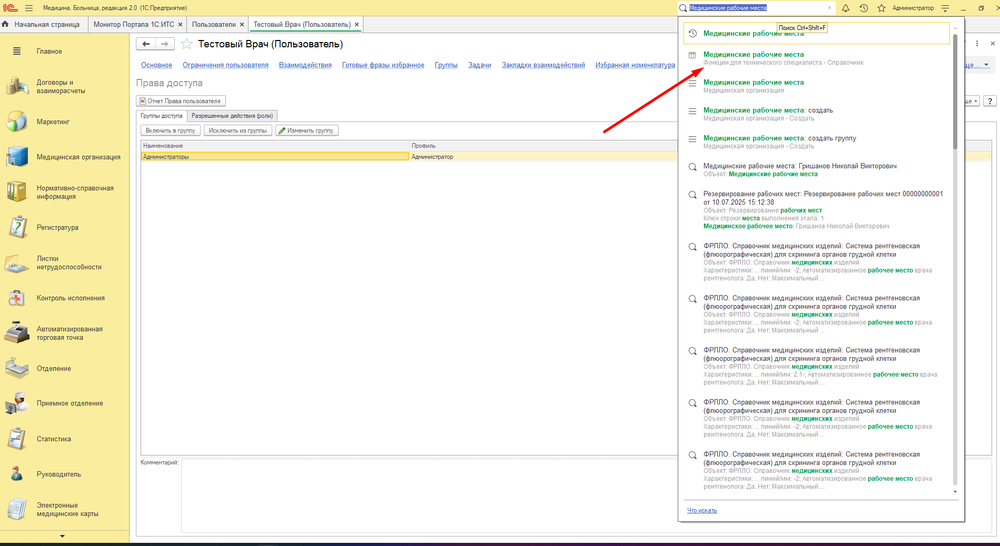 1С Медицина. Больница, редакция 2.0 (1С:Предприятие)
Медицинские рабочие места × Администратор
Начальная страница
Монитор Портала 1С:ИТС ×
Пользователи ×
Тестовый Врач (Пользователь) ×
Главное
Договоры и
взаиморасчеты
Маркетинг
Медицинская организация
Нормативно-справочная
информация
Регистратура
Листки
нетрудоспособности
Контроль исполнения
Автоматизированная
торговая точка
Отделение
Приемное отделение
Статистика
Руководитель
Электронные
медицинские карты
Тестовый Врач (Пользователь)
Основное Ограничения пользователя Взаимодействия Готовые фразы избранное Группы Задачи Закладки взаимодействий Избранная номенклатура
ще...
Права доступа
Отчет Права пользователя
ще
?
Группы доступа Разрешенные действия (роли)
Включить в группу Исключить из группы Изменить группу
Наименование Профиль
Администраторы Администратор
Комментарий:
Поиск Ctrl+Shift+F
Медицинские рабочие места
Медицинские рабочие места
Функции для технического специалиста - Справочник
Медицинские рабочие места
Медицинская организация
Медицинские рабочие места: создать
Медицинская организация - Создать
Медицинские рабочие места: создать группу
Медицинская организация - Создать
Медицинские рабочие места: Гришанов Николай Викторович
Объект: Медицинские рабочие места
Резервирование рабочих мест: Резервирование рабочих мест 00000000001
от 10.07.2025 15:12:38
Объект: Резервирование рабочих мест
Ключ строки места выполнения этапа: 1
Медицинское рабочее место: Гришанов Николай Викторович
ФРЛЛО. Справочник медицинских изделий: Система рентгеновская
(флюорографическая) для скрининга органов грудной клетки
Объект: ФРЛЛО. Справочник медицинских изделий
Характеристики: ... линий/мм: -2; Автоматизированное рабочее место врача
рентгенолога: Да, Нет; Максимальный ...
ФРЛЛО. Справочник медицинских изделий: Система рентгеновская
(флюорографическая) для скрининга органов грудной клетки
Объект: ФРЛЛО. Справочник медицинских изделий
Характеристики: ... линий/мм: -2; Автоматизированное рабочее место врача
рентгенолога: Да, Нет; Максимальный ...
ФРЛЛО. Справочник медицинских изделий: Система рентгеновская
(флюорографическая) для скрининга органов грудной клетки
Объект: ФРЛЛО. Справочник медицинских изделий
Характеристики: ... линий/мм: 2.1-; Автоматизированное рабочее место врача
рентгенолога: Да, Нет; Максимальный ...
ФРЛЛО. Справочник медицинских изделий: Система рентгеновская
(флюорографическая) для скрининга органов грудной клетки
Объект: ФРЛЛО. Справочник медицинских изделий
Характеристики: ... линий/мм: -2; Автоматизированное рабочее место врача
рентгенолога: Да, Нет; Максимальный ...
ФРЛЛО. Справочник медицинских изделий: Система рентгеновская
(флюорографическая) для скрининга органов грудной клетки
Объект: ФРЛЛО. Справочник медицинских изделий
Характеристики: ... линий/мм: -2; Автоматизированное рабочее место врача
рентгенолога: Да, Нет; Максимальный ...
Что искать